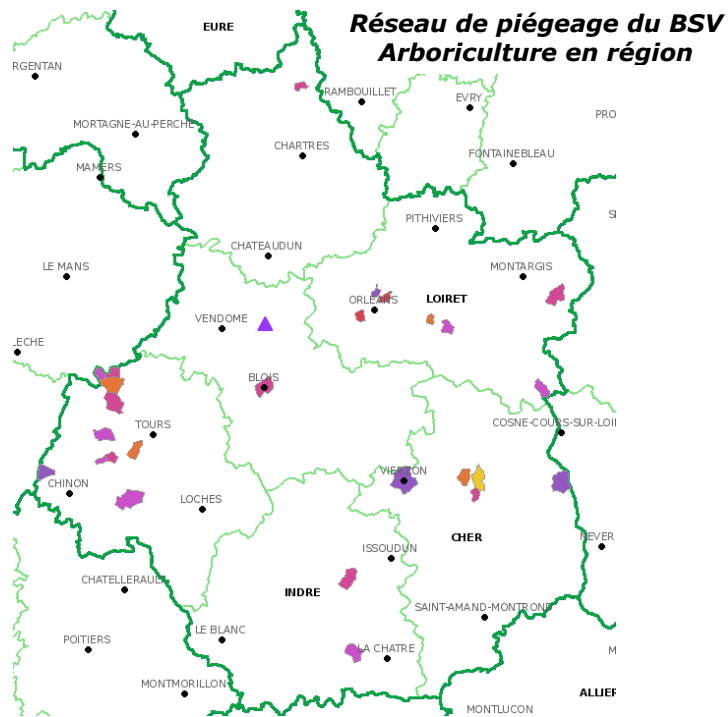 Réseau de piégeage du BSV
Arboriculture en région
EURE
RGENTAN
RAMBOUILLET
EVRY
PRO
MORTAGNE-AU-PERCHE
CHARTRES
FONTAINEBLEAU
MAMERS
PITHIVIERS
CHATEAUDUN
LE MANS
MONTARGIS
ORLEANS
LOIRET
VENDOME
LECHE
BLOIS
TOURS
COSNE-COURS-SUR-LOI
VIERZON
CHINON
LOCHES
CHER
NEVER
ISSOUDUN
CHATELLERAULT
INDRE
SAINT-AMAND-MONTROND
LE BLANC
POITIERS
LA CHATRE
MONTMORILLON
ALLIER
MONTLUCON